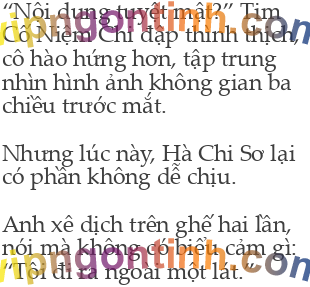 “Nội dung tuyệt mật?” Tim
Cố Niệm Chi đập thình thịch,
cô hào hứng hơn, tập trung
nhìn hình ảnh không gian ba
chiều trước mắt.
Nhưng lúc này, Hà Chi Sơ lại
có phần không dễ chịu.
Anh xê dịch trên ghế hai lần,
nói mà không có biểu cảm gì:
“Tôi đi ra ngoài một lát.”